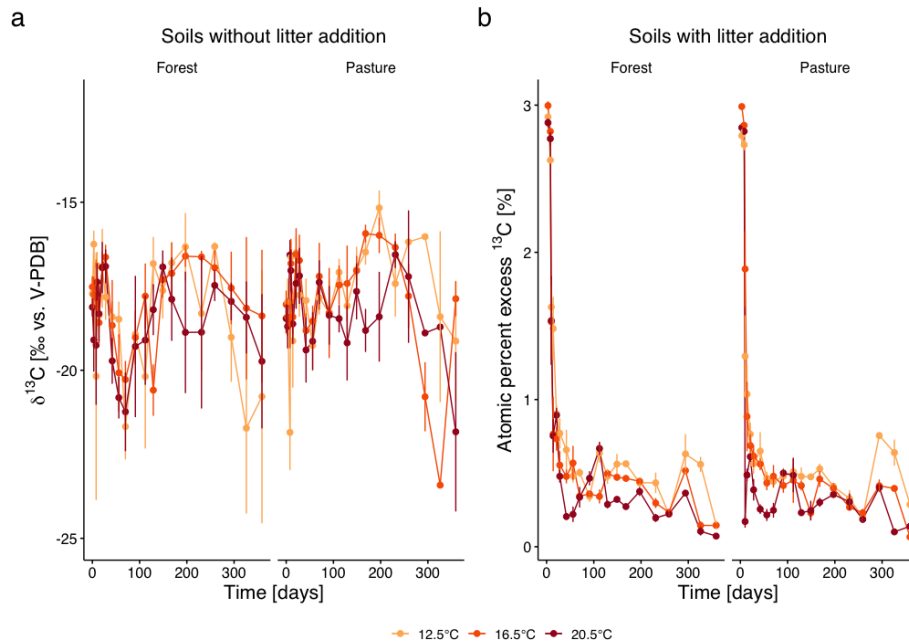 a
Soils without litter addition
Forest
Pasture
δ¹³C [‰ vs. V-PDB]
-15
-20
-25
0 100 200 300
0 100 200 300
Time [days]
b
Soils with litter addition
Forest
Pasture
Atomic percent excess ¹³C [%]
3
2
1
0
0 100 200 300
0 100 200 300
Time [days]
12.5°C 16.5°C 20.5°C